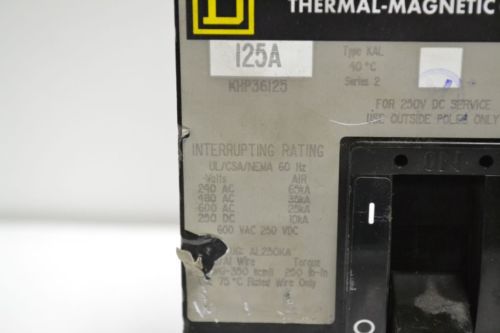 THERMAL-MAGNETIC
125A
Type KAL
40 °C
KHP36125
Series 2
FOR 250V DC SERVICE
USE OUTSIDE POLES ONLY
INTERRUPTING RATING
UL/CSA/NEMA 60 Hz
Volts AIR
240 AC 65kA
480 AC 35kA
600 AC 25kA
250 DC 10kA
600 VAC 250 VDC
AL250KA
Wire Torque
-350 kcmil 250 lb-in
75 °C Rated Wire Only
ON
I
O